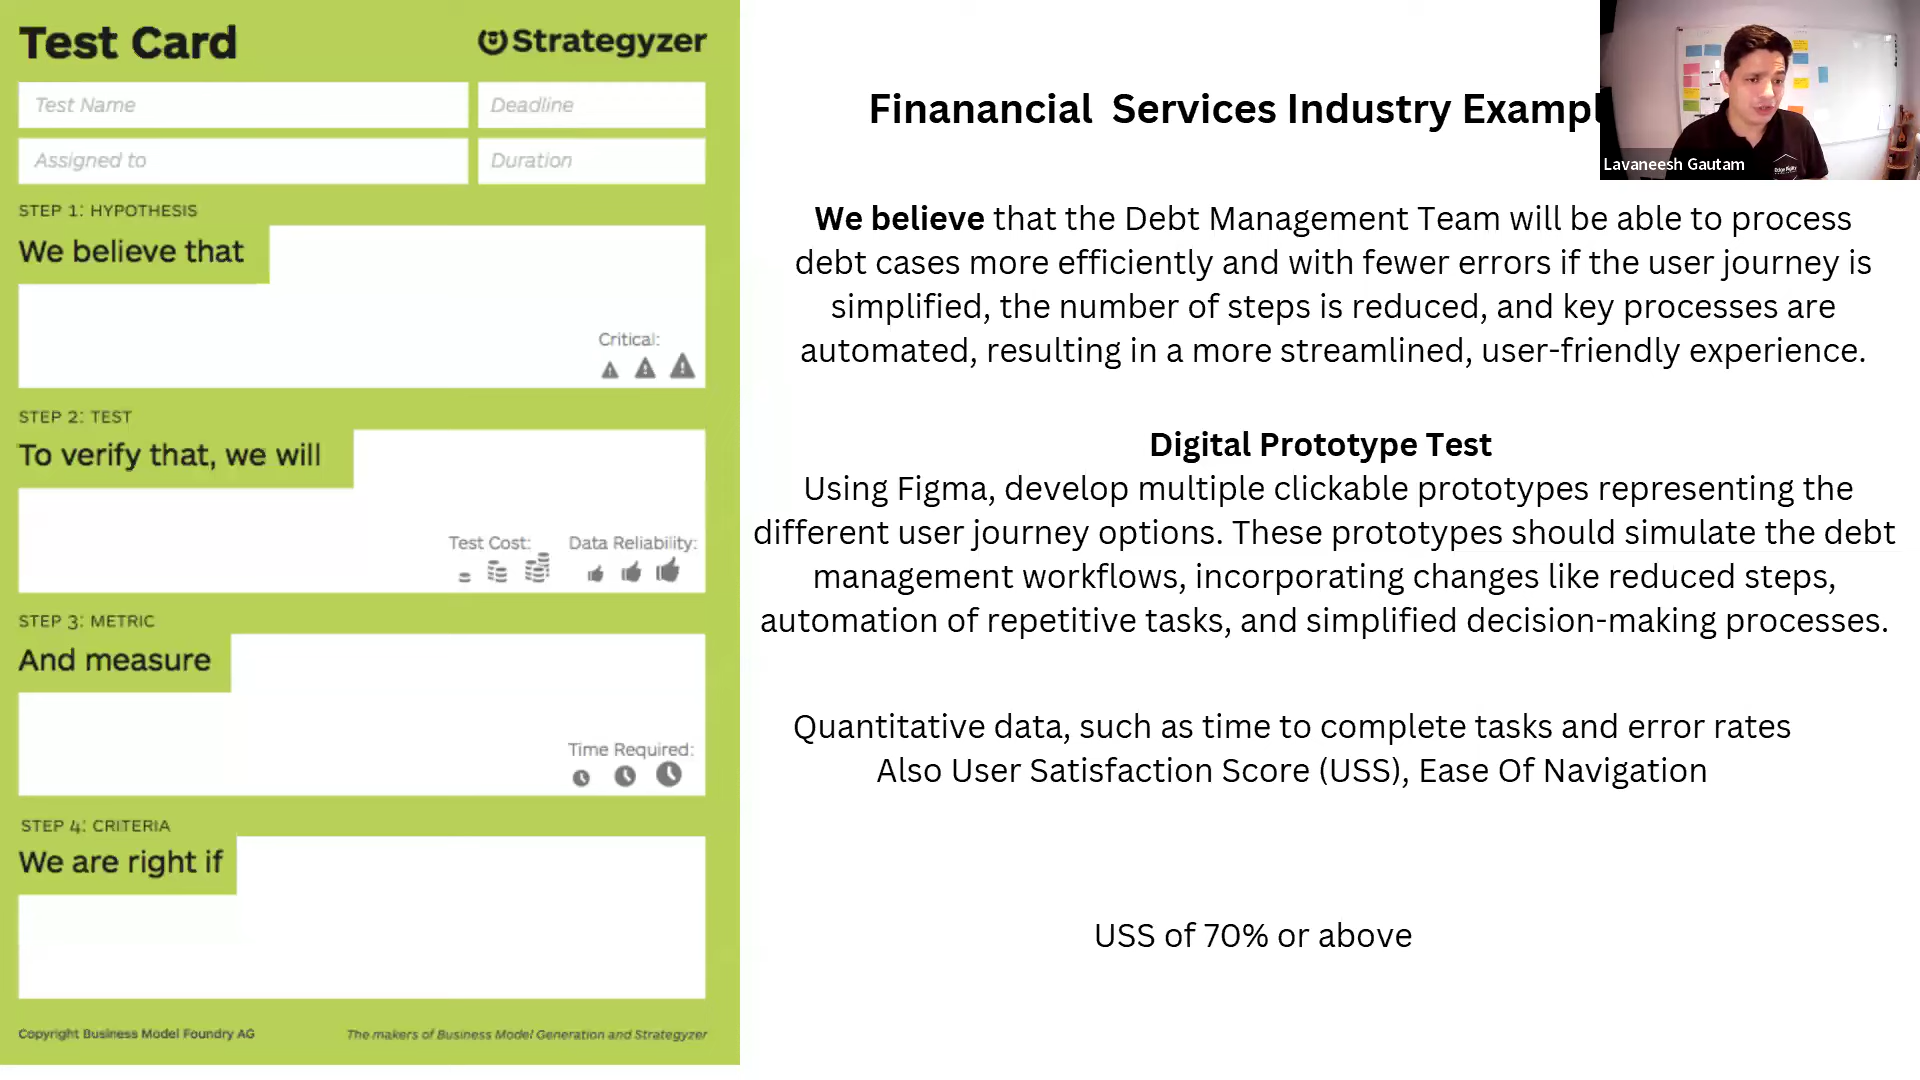 Test Card
Strategyzer
Test Name
Deadline
Assigned to
Duration
STEP 1: HYPOTHESIS
We believe that
Critical:
STEP 2: TEST
To verify that, we will
Test Cost:
Data Reliability:
STEP 3: METRIC
And measure
Time Required:
STEP 4: CRITERIA
We are right if
Copyright Business Model Foundry AG
The makers of Business Model Generation and Strategyzer
Finanancial Services Industry Exampl
We believe that the Debt Management Team will be able to process
debt cases more efficiently and with fewer errors if the user journey is
simplified, the number of steps is reduced, and key processes are
automated, resulting in a more streamlined, user-friendly experience.
Digital Prototype Test
Using Figma, develop multiple clickable prototypes representing the
different user journey options. These prototypes should simulate the debt
management workflows, incorporating changes like reduced steps,
automation of repetitive tasks, and simplified decision-making processes.
Quantitative data, such as time to complete tasks and error rates
Also User Satisfaction Score (USS), Ease Of Navigation
USS of 70% or above
Lavaneesh Gautam